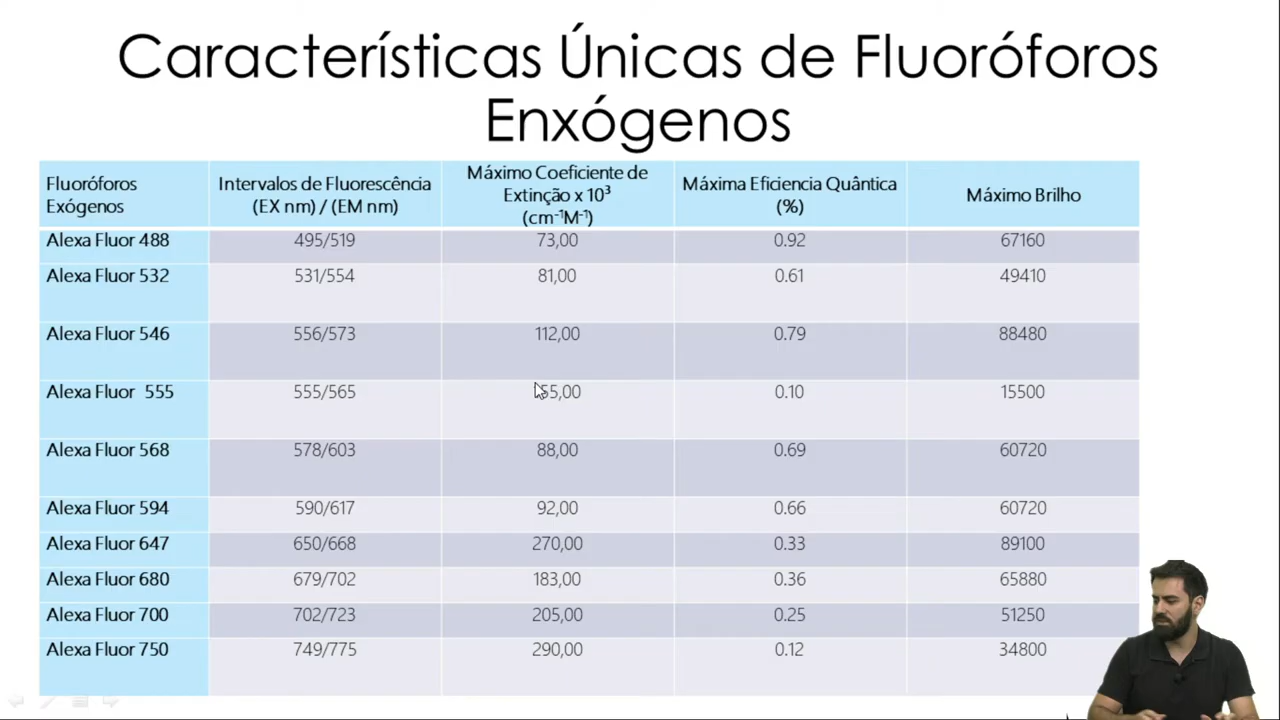 Características Únicas de Fluoróforos
Enxógenos
Fluoróforos
Exógenos
Intervalos de Fluorescência
(EX nm) / (EM nm)
Máximo Coeficiente de
Extinção x 10³
(cm⁻¹M⁻¹)
Máxima Eficiencia Quântica
(%)
Máximo Brilho
Alexa Fluor 488 495/519 73,00 0.92 67160
Alexa Fluor 532 531/554 81,00 0.61 49410
Alexa Fluor 546 556/573 112,00 0.79 88480
Alexa Fluor 555 555/565 0.10 15500
Alexa Fluor 568 578/603 88,00 0.69 60720
Alexa Fluor 594 590/617 92,00 0.66 60720
Alexa Fluor 647 650/668 270,00 0.33 89100
Alexa Fluor 680 679/702 183,00 0.36 65880
Alexa Fluor 700 702/723 205,00 0.25 51250
Alexa Fluor 750 749/775 290,00 0.12 34800